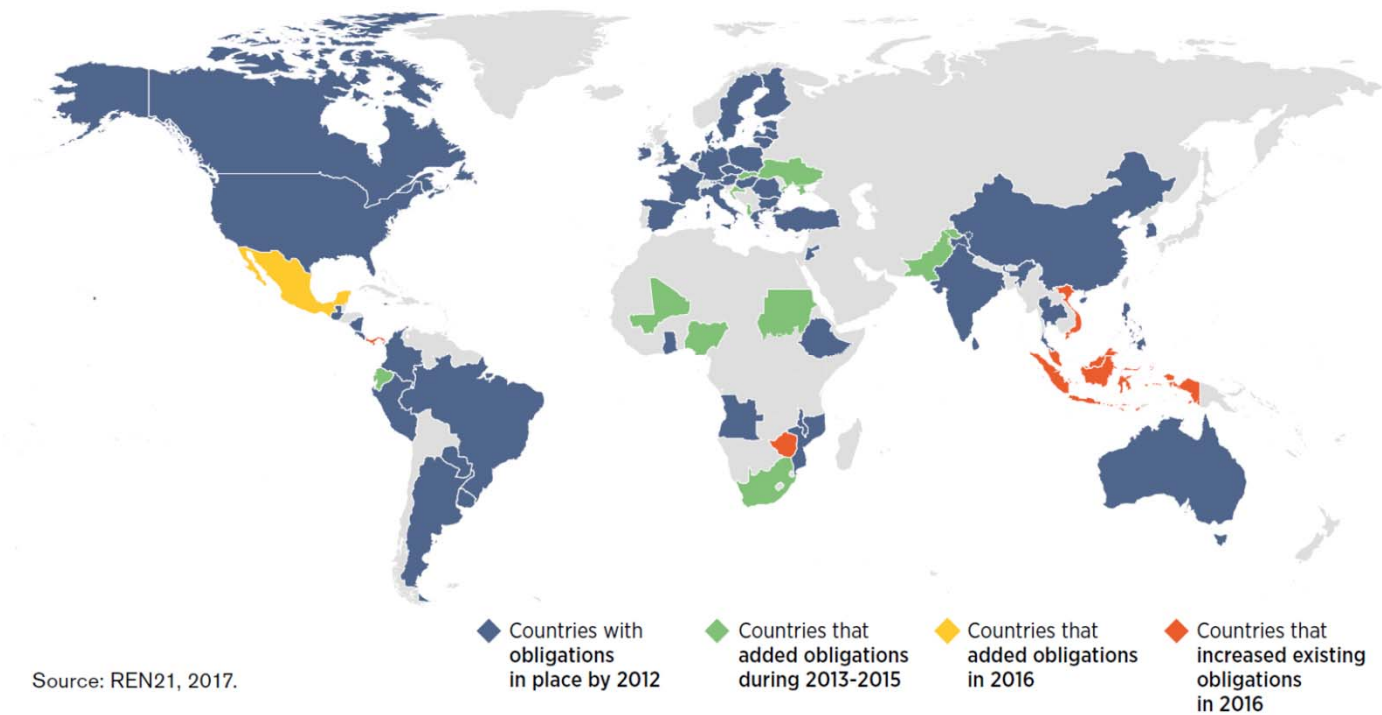 Countries with
obligations
in place by 2012
Countries that
added obligations
during 2013-2015
Countries that
added obligations
in 2016
Countries that
increased existing
obligations
in 2016
Source: REN21, 2017.